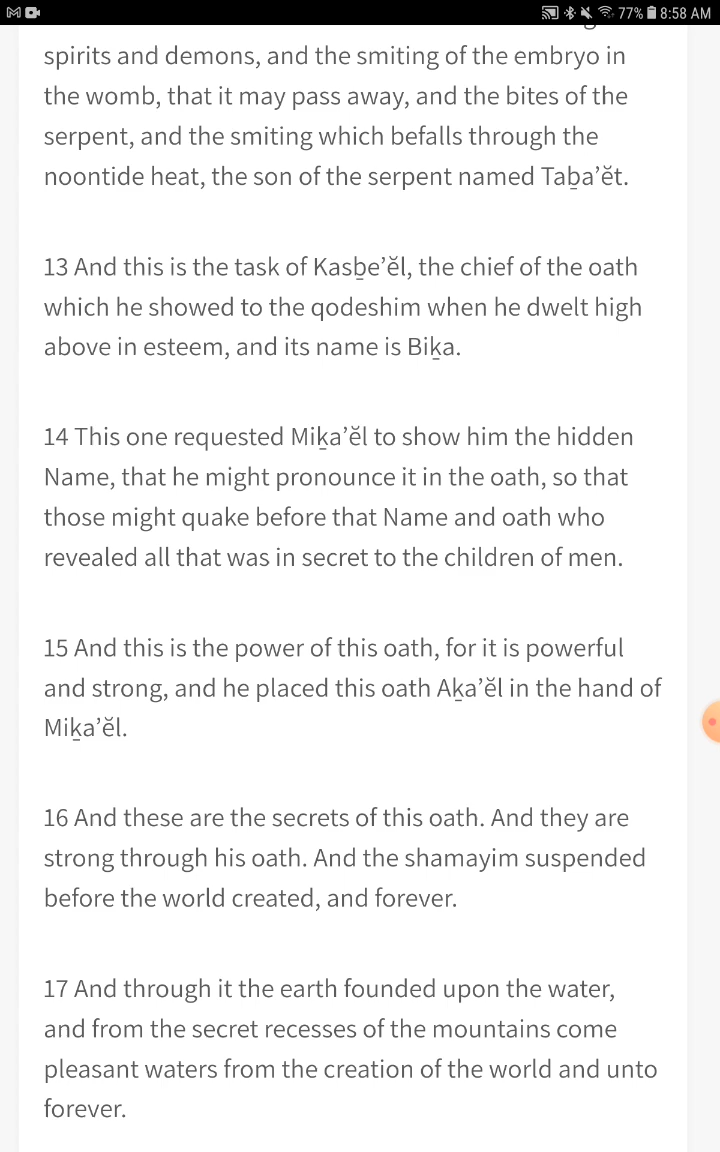 77% 8:58 AM
spirits and demons, and the smiting of the embryo in
the womb, that it may pass away, and the bites of the
serpent, and the smiting which befalls through the
noontide heat, the son of the serpent named Taḇa’ĕt.
13 And this is the task of Kasḇe’ĕl, the chief of the oath
which he showed to the qodeshim when he dwelt high
above in esteem, and its name is Biḵa.
14 This one requested Miḵa’ĕl to show him the hidden
Name, that he might pronounce it in the oath, so that
those might quake before that Name and oath who
revealed all that was in secret to the children of men.
15 And this is the power of this oath, for it is powerful
and strong, and he placed this oath Aḵa’ĕl in the hand of
Miḵa’ĕl.
16 And these are the secrets of this oath. And they are
strong through his oath. And the shamayim suspended
before the world created, and forever.
17 And through it the earth founded upon the water,
and from the secret recesses of the mountains come
pleasant waters from the creation of the world and unto
forever.